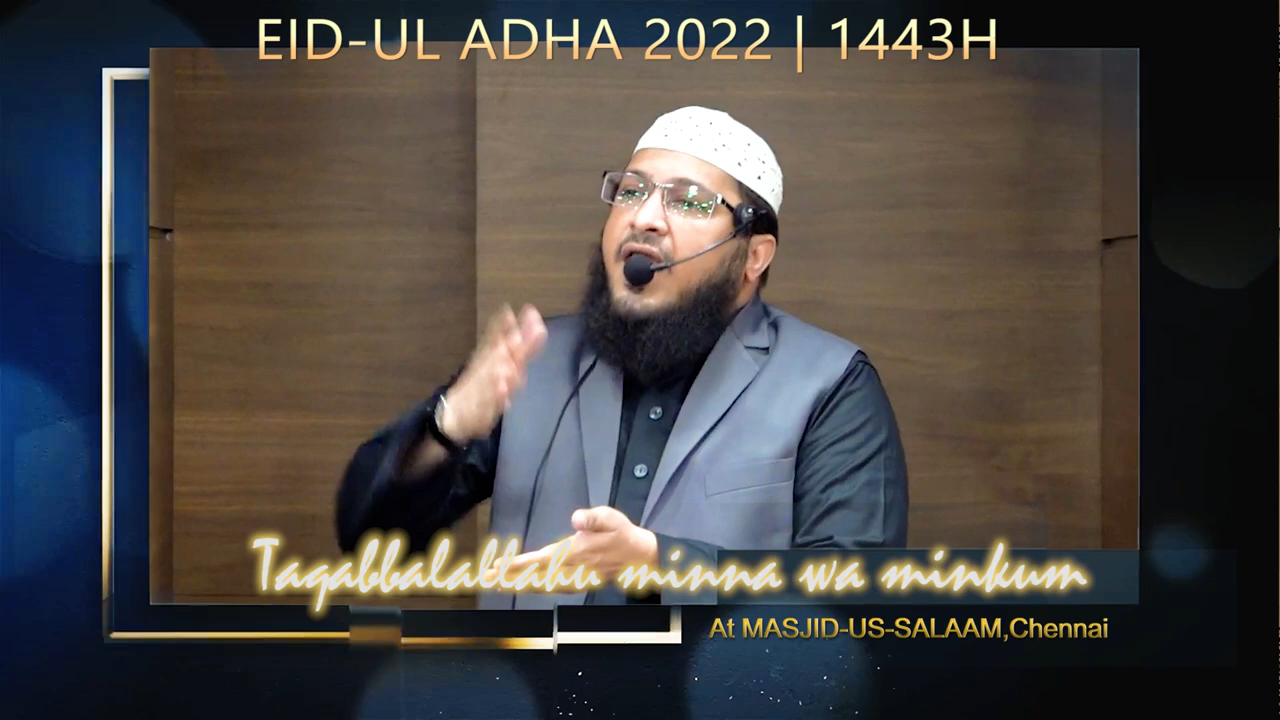 EID-UL ADHA 2022 | 1443H
Taqabbalallahu minna wa minkum
At MASJID-US-SALAAM,Chennai